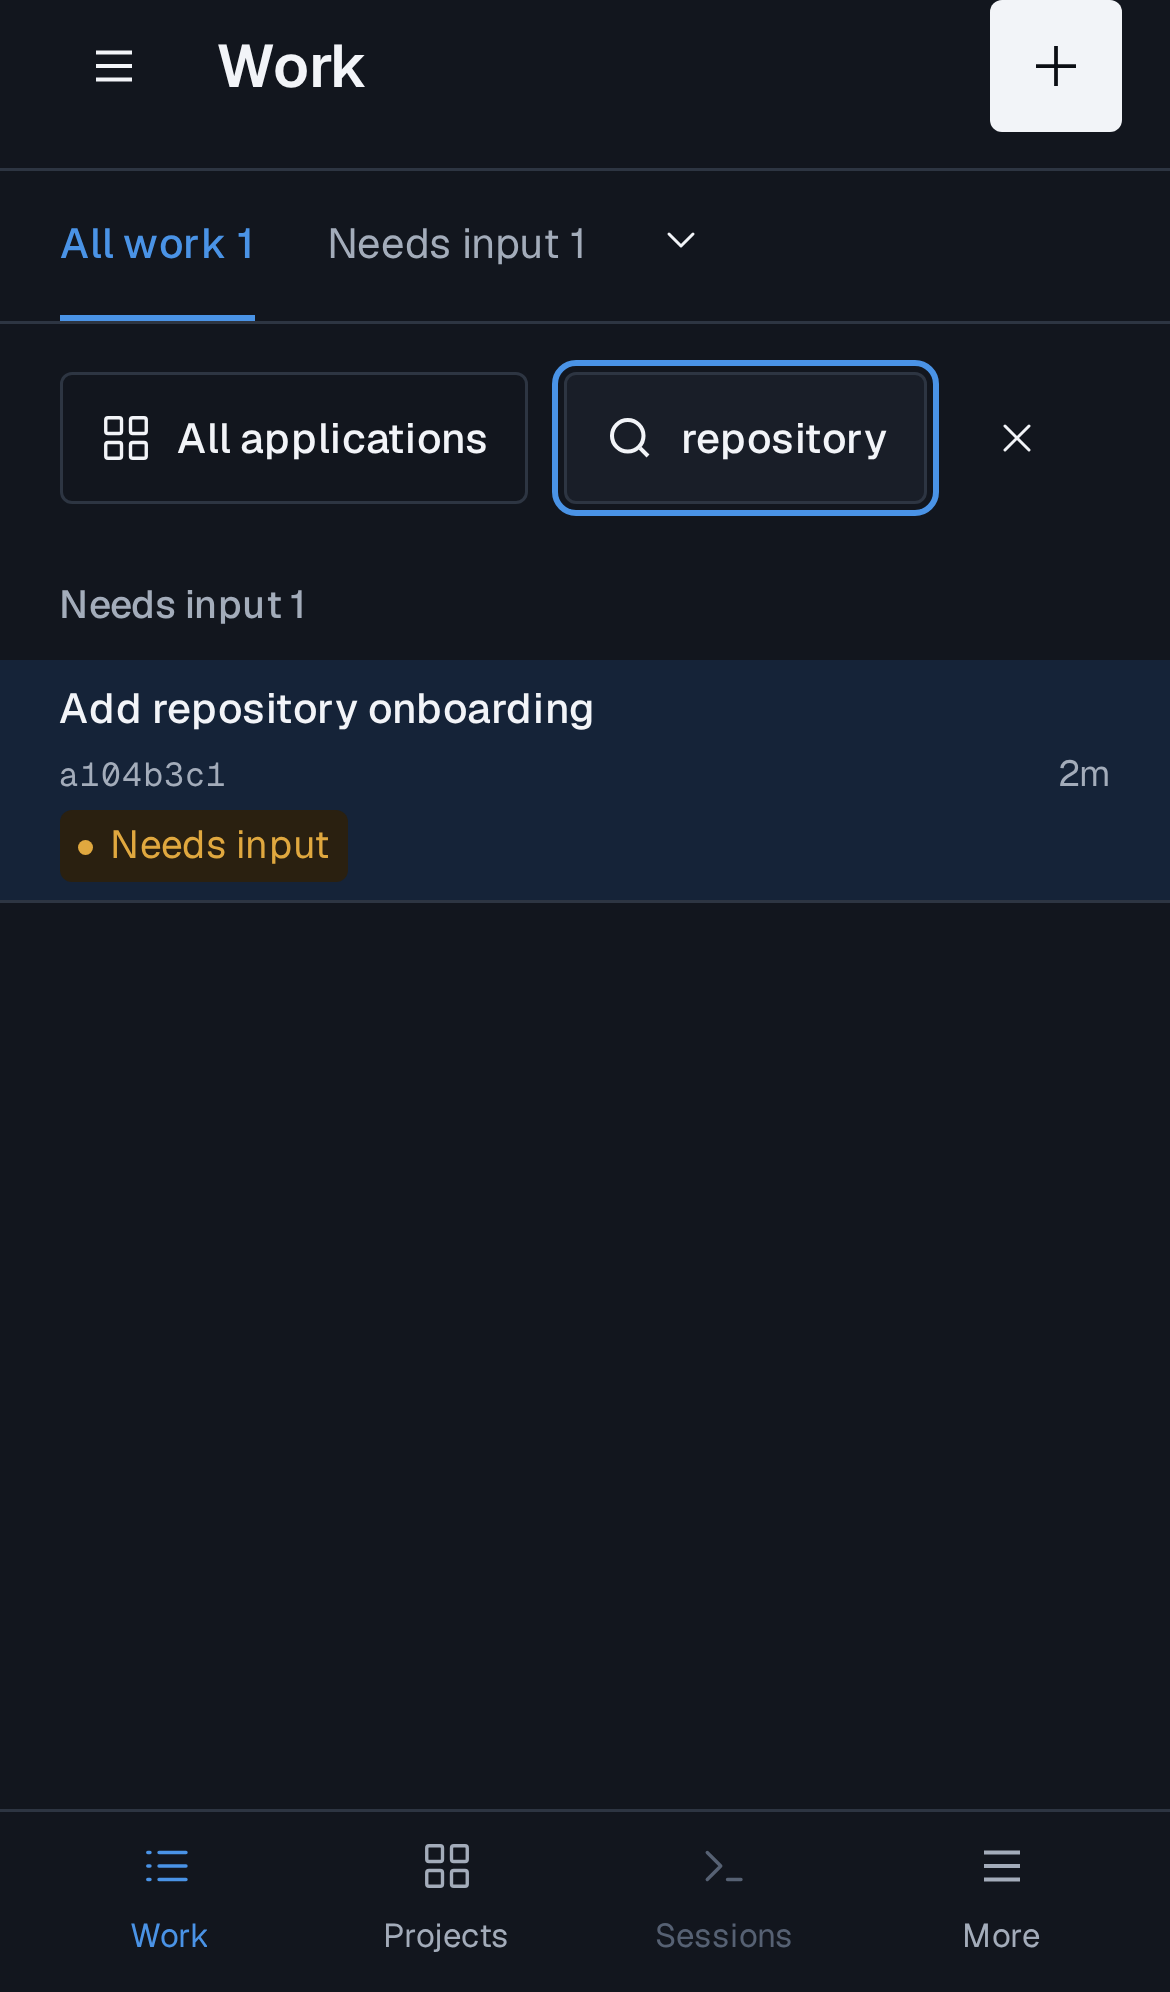 Work
All work 1 Needs input 1
All applications repository
Needs input 1
Add repository onboarding
a104b3c1 2m
Needs input
Work Projects Sessions More